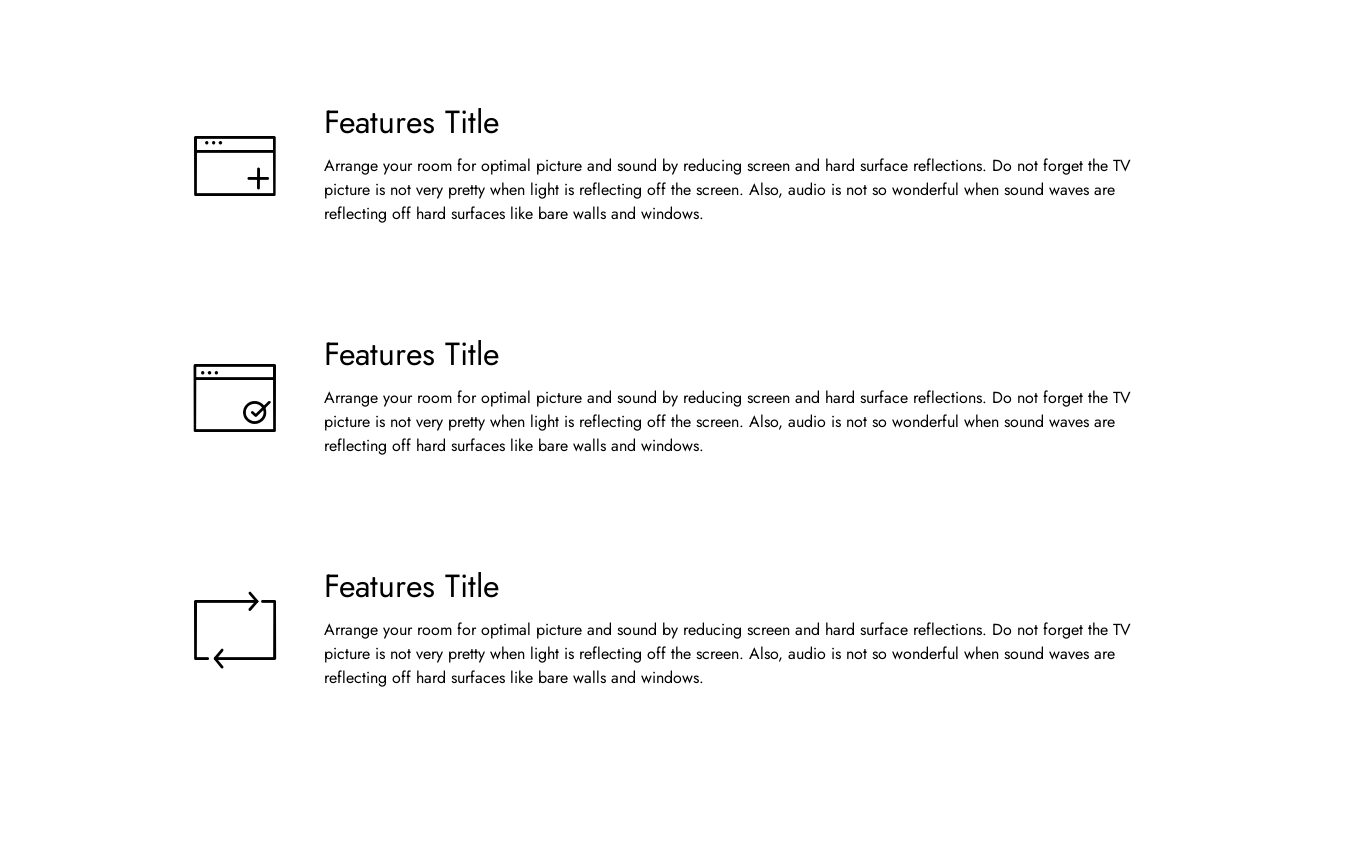 Features Title
Arrange your room for optimal picture and sound by reducing screen and hard surface reflections. Do not forget the TV
picture is not very pretty when light is reflecting off the screen. Also, audio is not so wonderful when sound waves are
reflecting off hard surfaces like bare walls and windows.
Features Title
Arrange your room for optimal picture and sound by reducing screen and hard surface reflections. Do not forget the TV
picture is not very pretty when light is reflecting off the screen. Also, audio is not so wonderful when sound waves are
reflecting off hard surfaces like bare walls and windows.
Features Title
Arrange your room for optimal picture and sound by reducing screen and hard surface reflections. Do not forget the TV
picture is not very pretty when light is reflecting off the screen. Also, audio is not so wonderful when sound waves are
reflecting off hard surfaces like bare walls and windows.